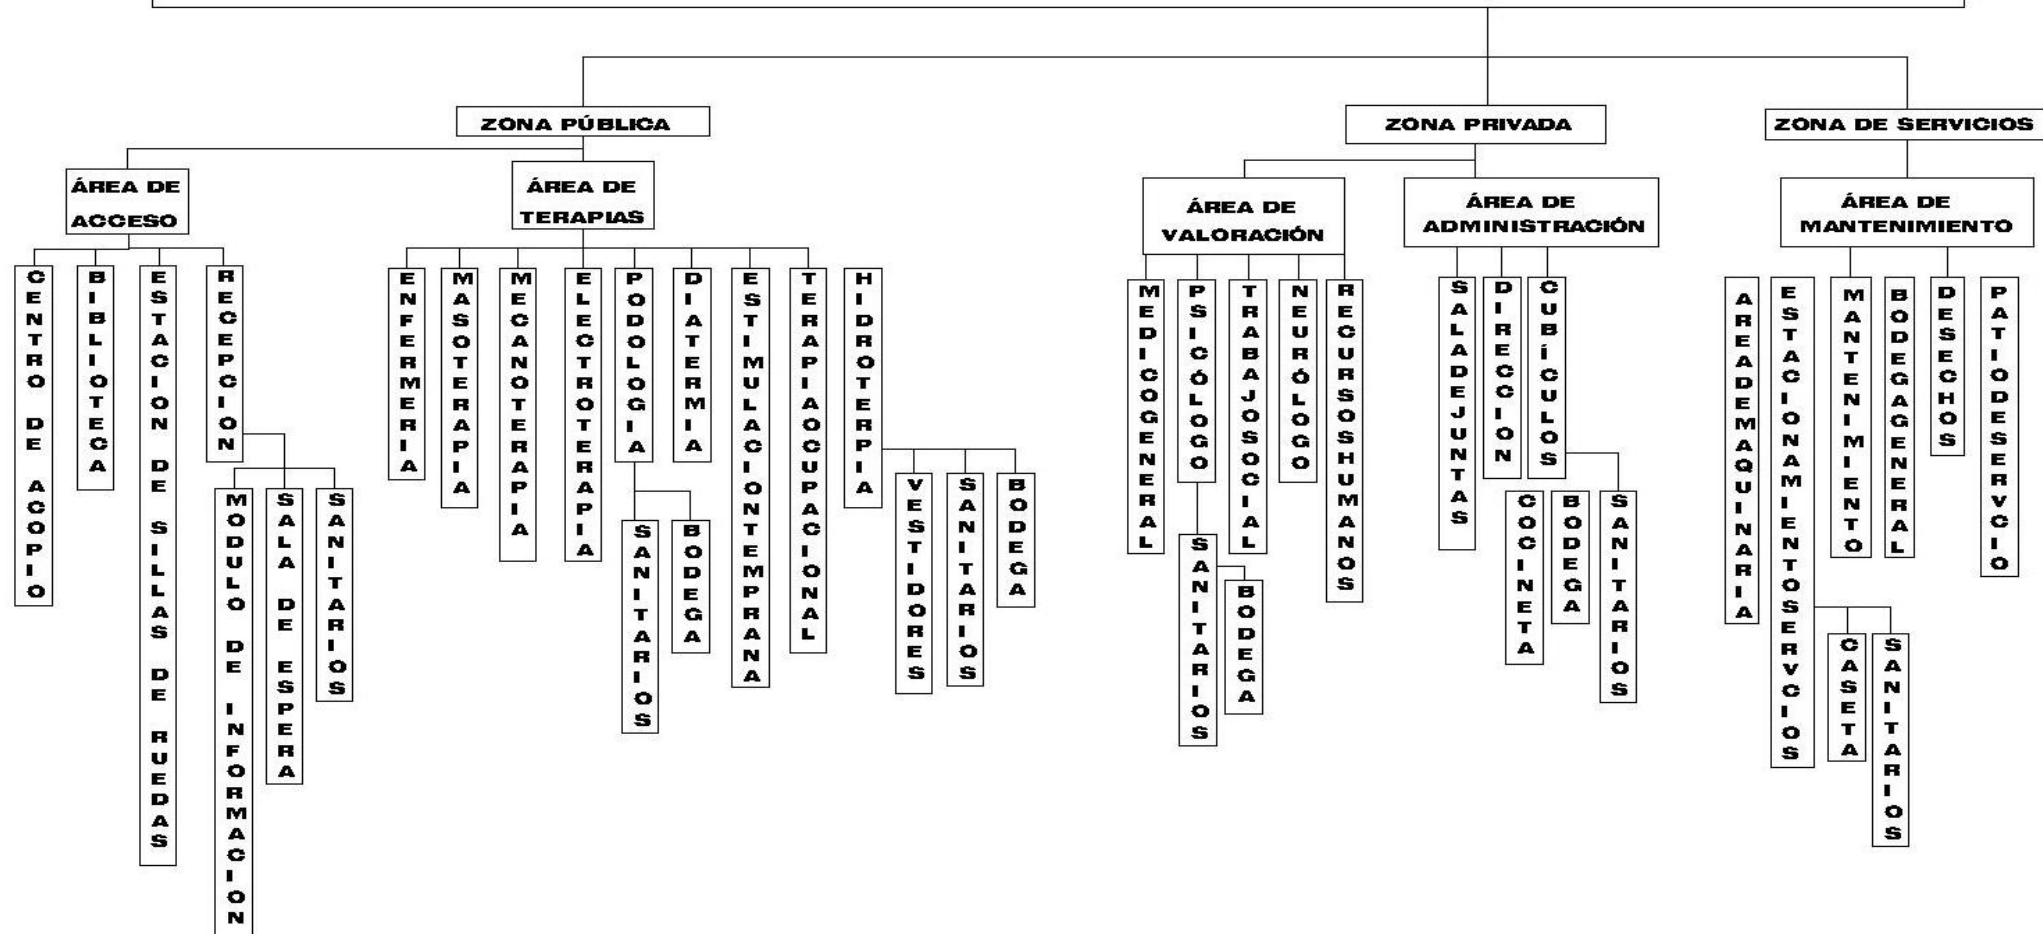 ZONA PÚBLICA
ZONA PRIVADA
ZONA DE SERVICIOS
ÁREA DE
ACCESO
ÁREA DE
TERAPIAS
ÁREA DE
VALORACIÓN
ÁREA DE
ADMINISTRACIÓN
ÁREA DE
MANTENIMIENTO
CENTRO DE ACOPIO
BIBLIOTECA
ESTACION DE SILLAS DE RUEDAS
RECEPCION
MODULO DE INFORMACION
SALA DE ESPERA
SANITARIOS
ENFERMERIA
MASOTERAPIA
MECANOTERAPIA
ELECTROTERAPIA
PODOLOGIA
SANITARIOS
BODEGA
DIATERMIA
ESTIMULACIONTEMPRANA
TERAPIAOCUPACIONAL
HIDROTERPIA
VESTIDORES
SANITARIOS
BODEGA
MEDICOGENERAL
PSICÓLOGO
SANITARIOS
BODEGA
TRABAJOSOCIAL
NEURÓLOGO
RECURSOSHUMANOS
SALADEJUNTAS
DIRECCION
CUBÍCULOS
COCINETA
BODEGA
SANITARIOS
AREADEMAQUINARIA
ESTACIONAMIENTOSERVCIOS
CASETA
SANITARIOS
MANTENIMIENTO
BODEGAGENERAL
DESECHOS
PATIODESERVCIO